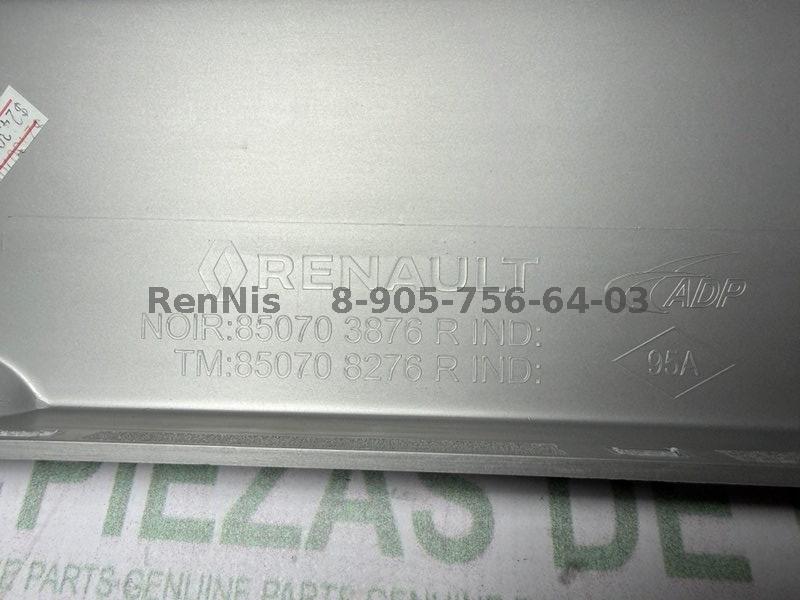 RENAULT
RenNis 8-905-756-64-03
ADP
NOIR:85070 3876 R IND:
TM:85070 8276 R IND:
95A
PIEZAS DE
PARTS GENUINE PARTS GENUINE